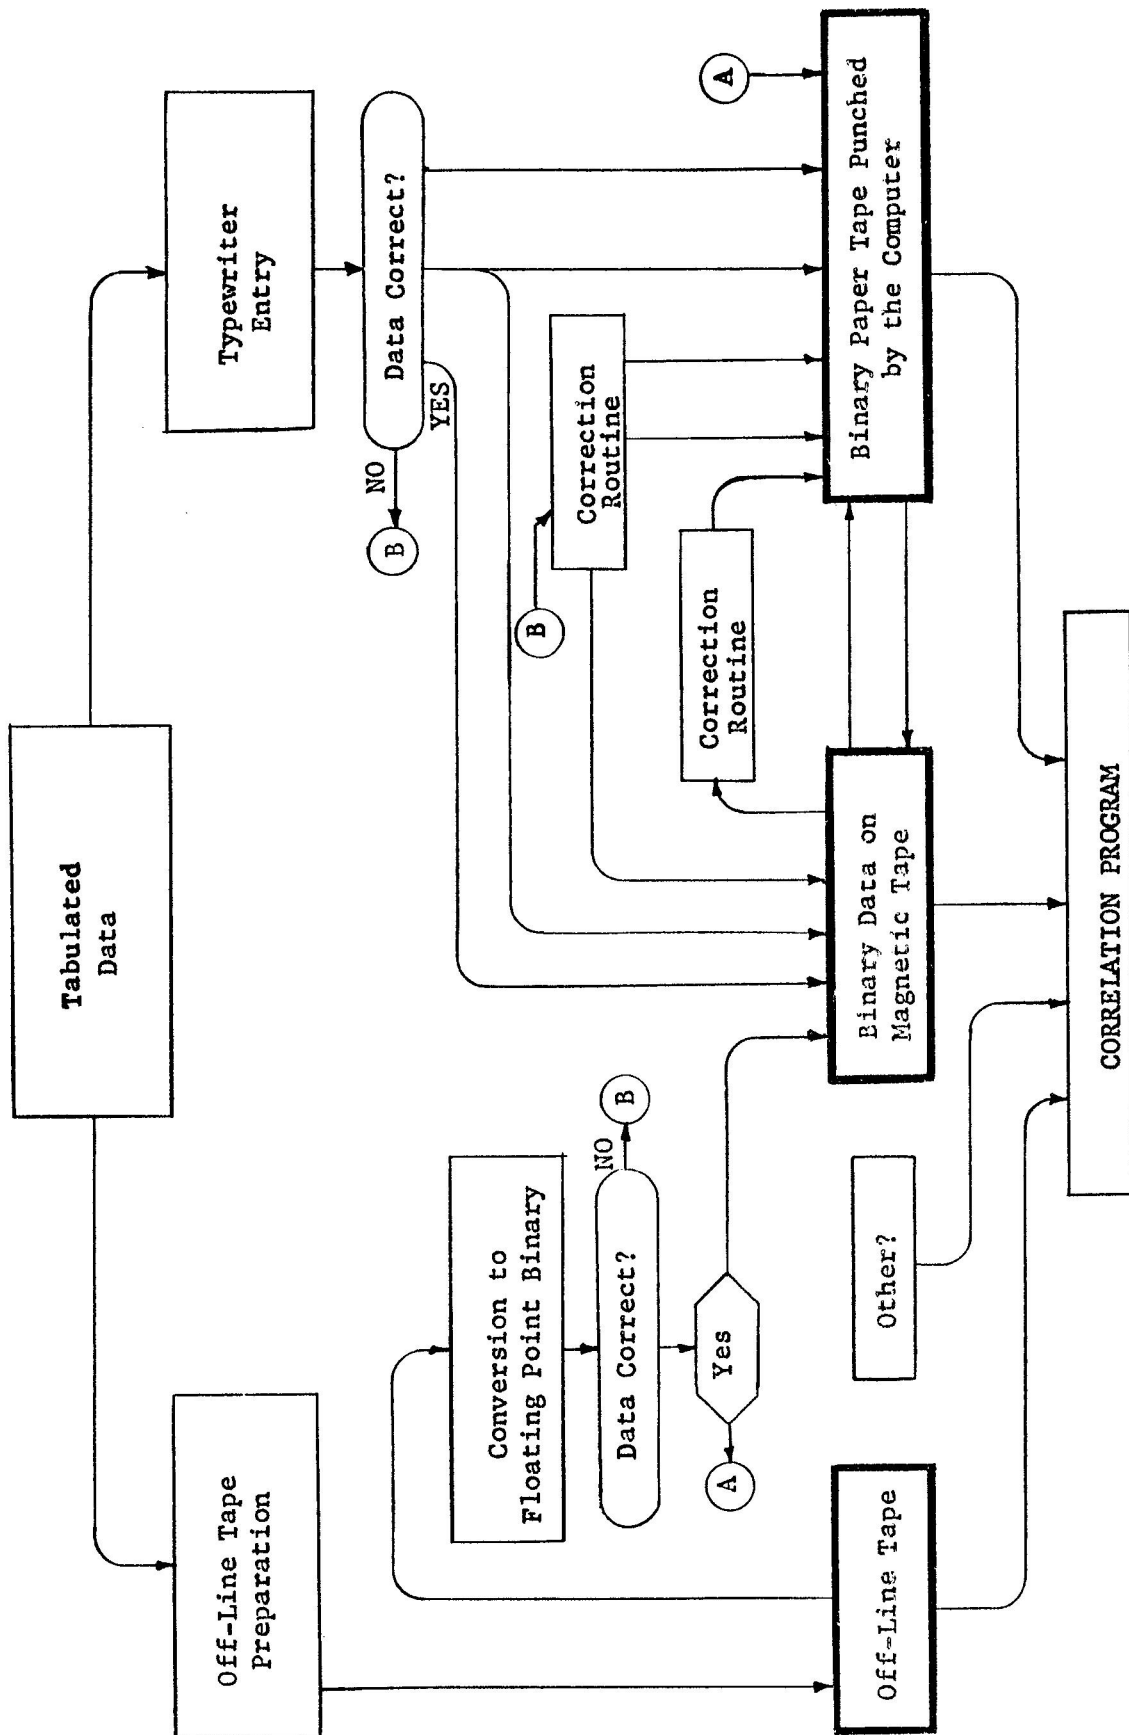 Tabulated
Data
Off-Line Tape
Preparation
Typewriter
Entry
Data Correct?
NO
B
YES
Conversion to
Floating Point Binary
Data Correct?
NO
B
Yes
A
B
Correction
Routine
Correction
Routine
A
Off-Line Tape
Other?
Binary Data on
Magnetic Tape
Binary Paper Tape Punched
by the Computer
CORRELATION PROGRAM